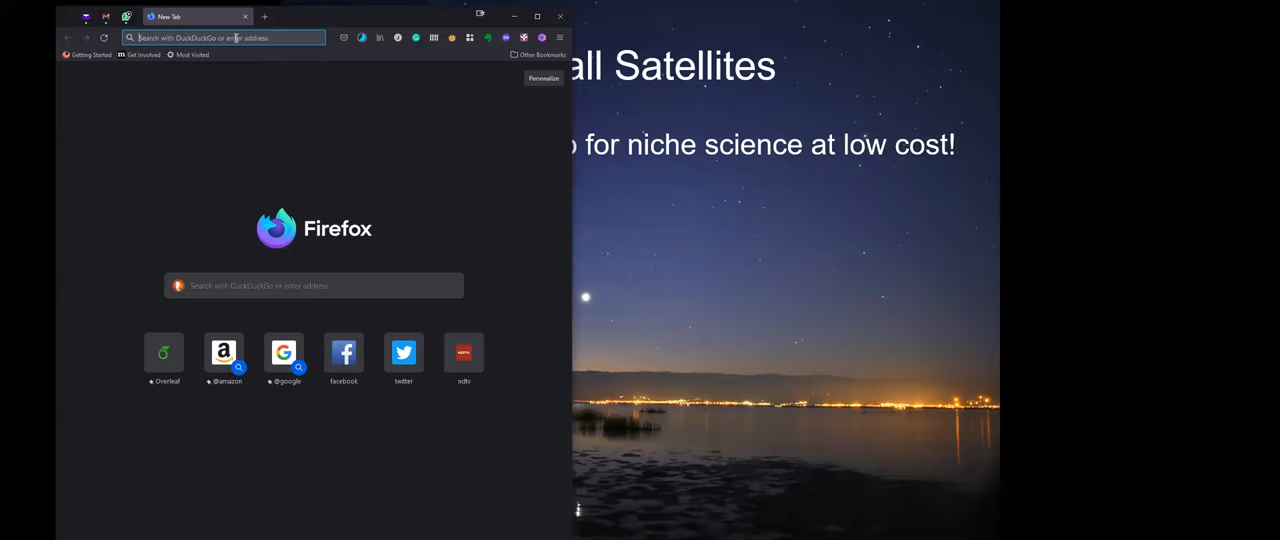 New Tab
Search with DuckDuckGo or enter address
Getting Started
Get Involved
Most Visited
Other Bookmarks
Personalize
Firefox
Search with DuckDuckGo or enter address
a
G
f
NDTV
Overleaf
@amazon
@google
facebook
twitter
ndtv
all Satellites
for niche science at low cost!